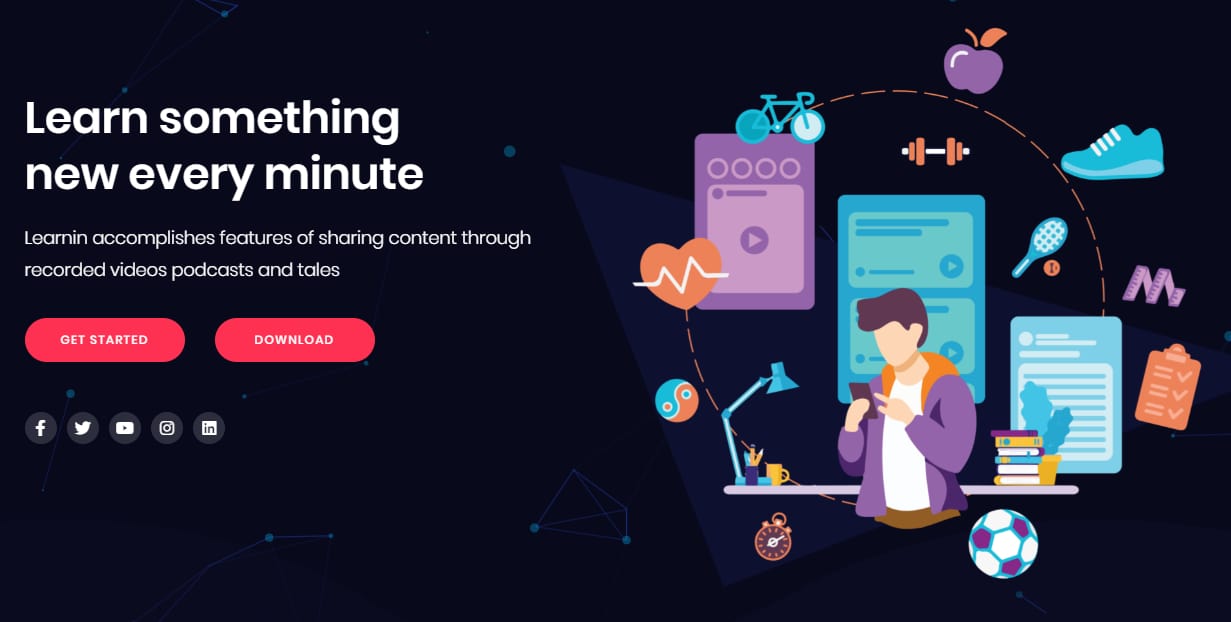 Learn something
new every minute
Learnin accomplishes features of sharing content through
recorded videos podcasts and tales
GET STARTED
DOWNLOAD